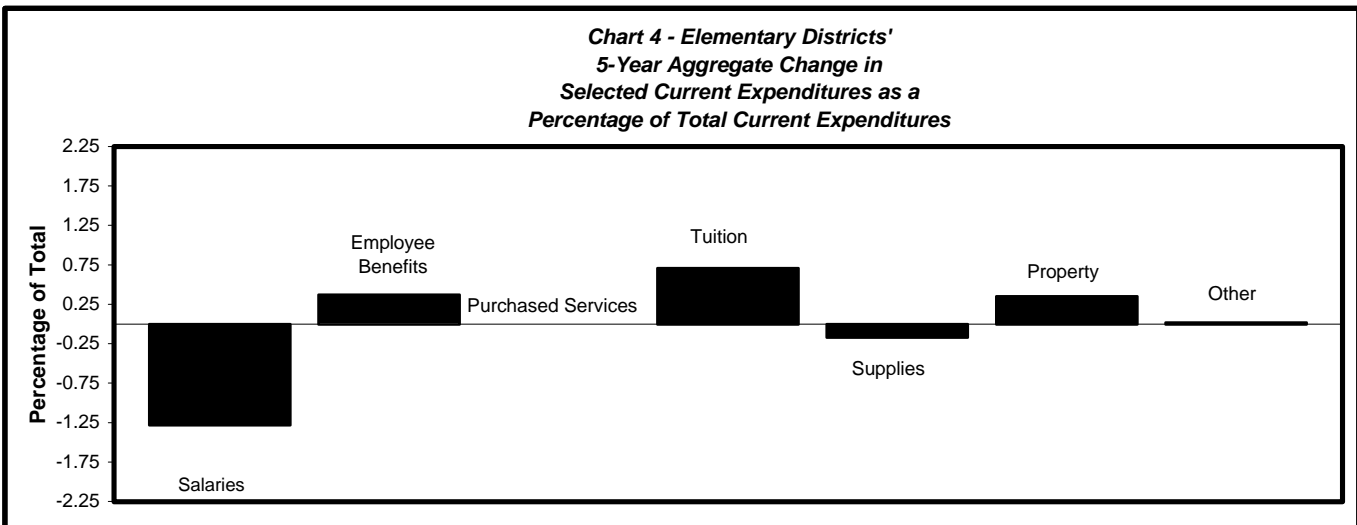 Chart 4 - Elementary Districts'
5-Year Aggregate Change in
Selected Current Expenditures as a
Percentage of Total Current Expenditures
Percentage of Total
2.25
1.75
1.25
0.75
0.25
-0.25
-0.75
-1.25
-1.75
-2.25
Salaries
Employee
Benefits
Purchased Services
Tuition
Supplies
Property
Other